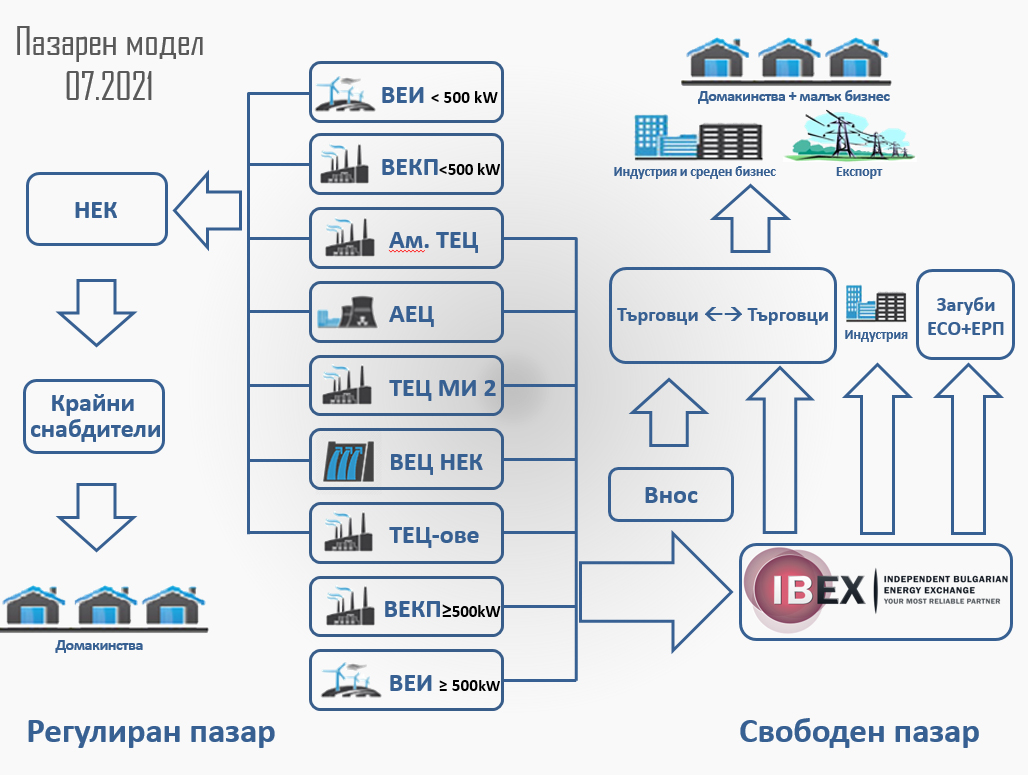 Пазарен модел
07.2021
ВЕИ < 500 kW
ВЕКП<500 kW
Ам. ТЕЦ
АЕЦ
ТЕЦ МИ 2
ВЕЦ НЕК
ТЕЦ-ове
ВЕКП≥500kW
ВЕИ ≥ 500kW
НЕК
Крайни
снабдители
Домакинства
Регулиран пазар
Домакинства + малък бизнес
Индустрия и среден бизнес
Експорт
Търговци ←→ Търговци
Индустрия
Загуби
ЕСО+ЕРП
Внос
IBEX
INDEPENDENT BULGARIAN
ENERGY EXCHANGE
YOUR MOST RELIABLE PARTNER
Свободен пазар